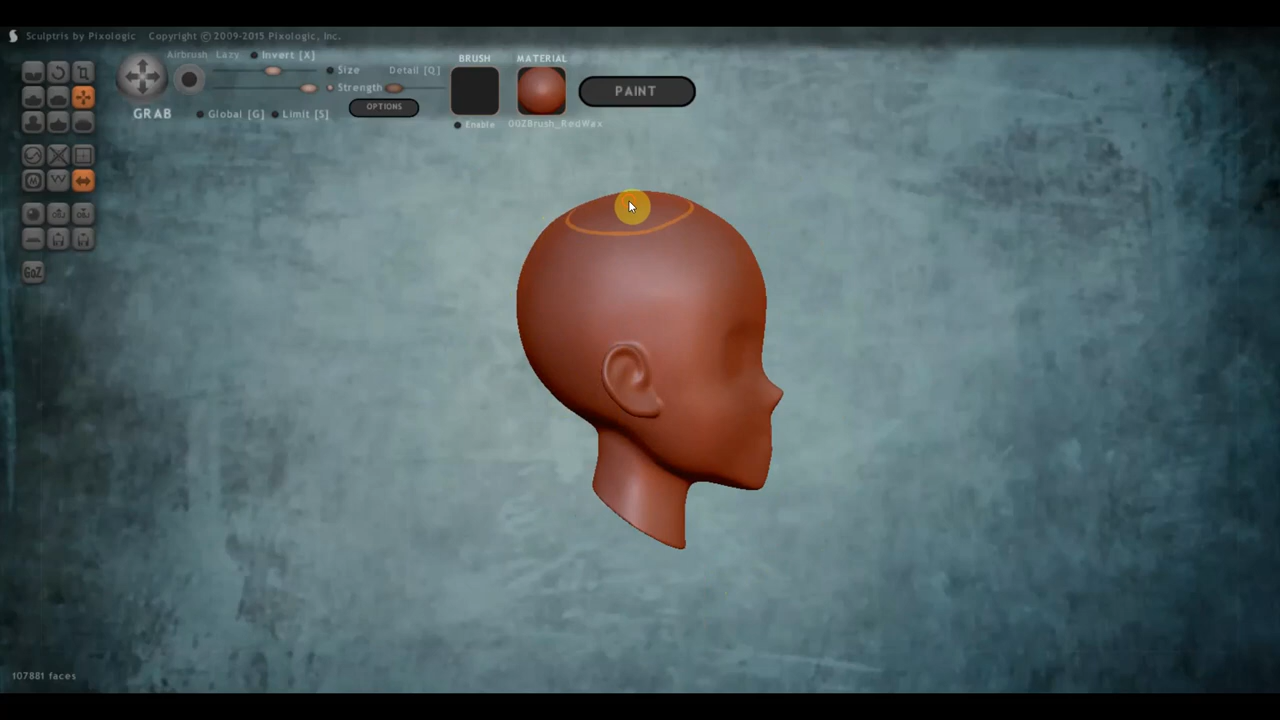 Sculptris by Pixologic Copyright ©2009-2015 Pixologic, Inc.
Airbrush Lazy Invert [X]
Size Detail [Q]
Strength
GRAB Global [G] Limit [S] OPTIONS
BRUSH MATERIAL
PAINT
Enable 00ZBrush_RedWax
GoZ
107881 faces